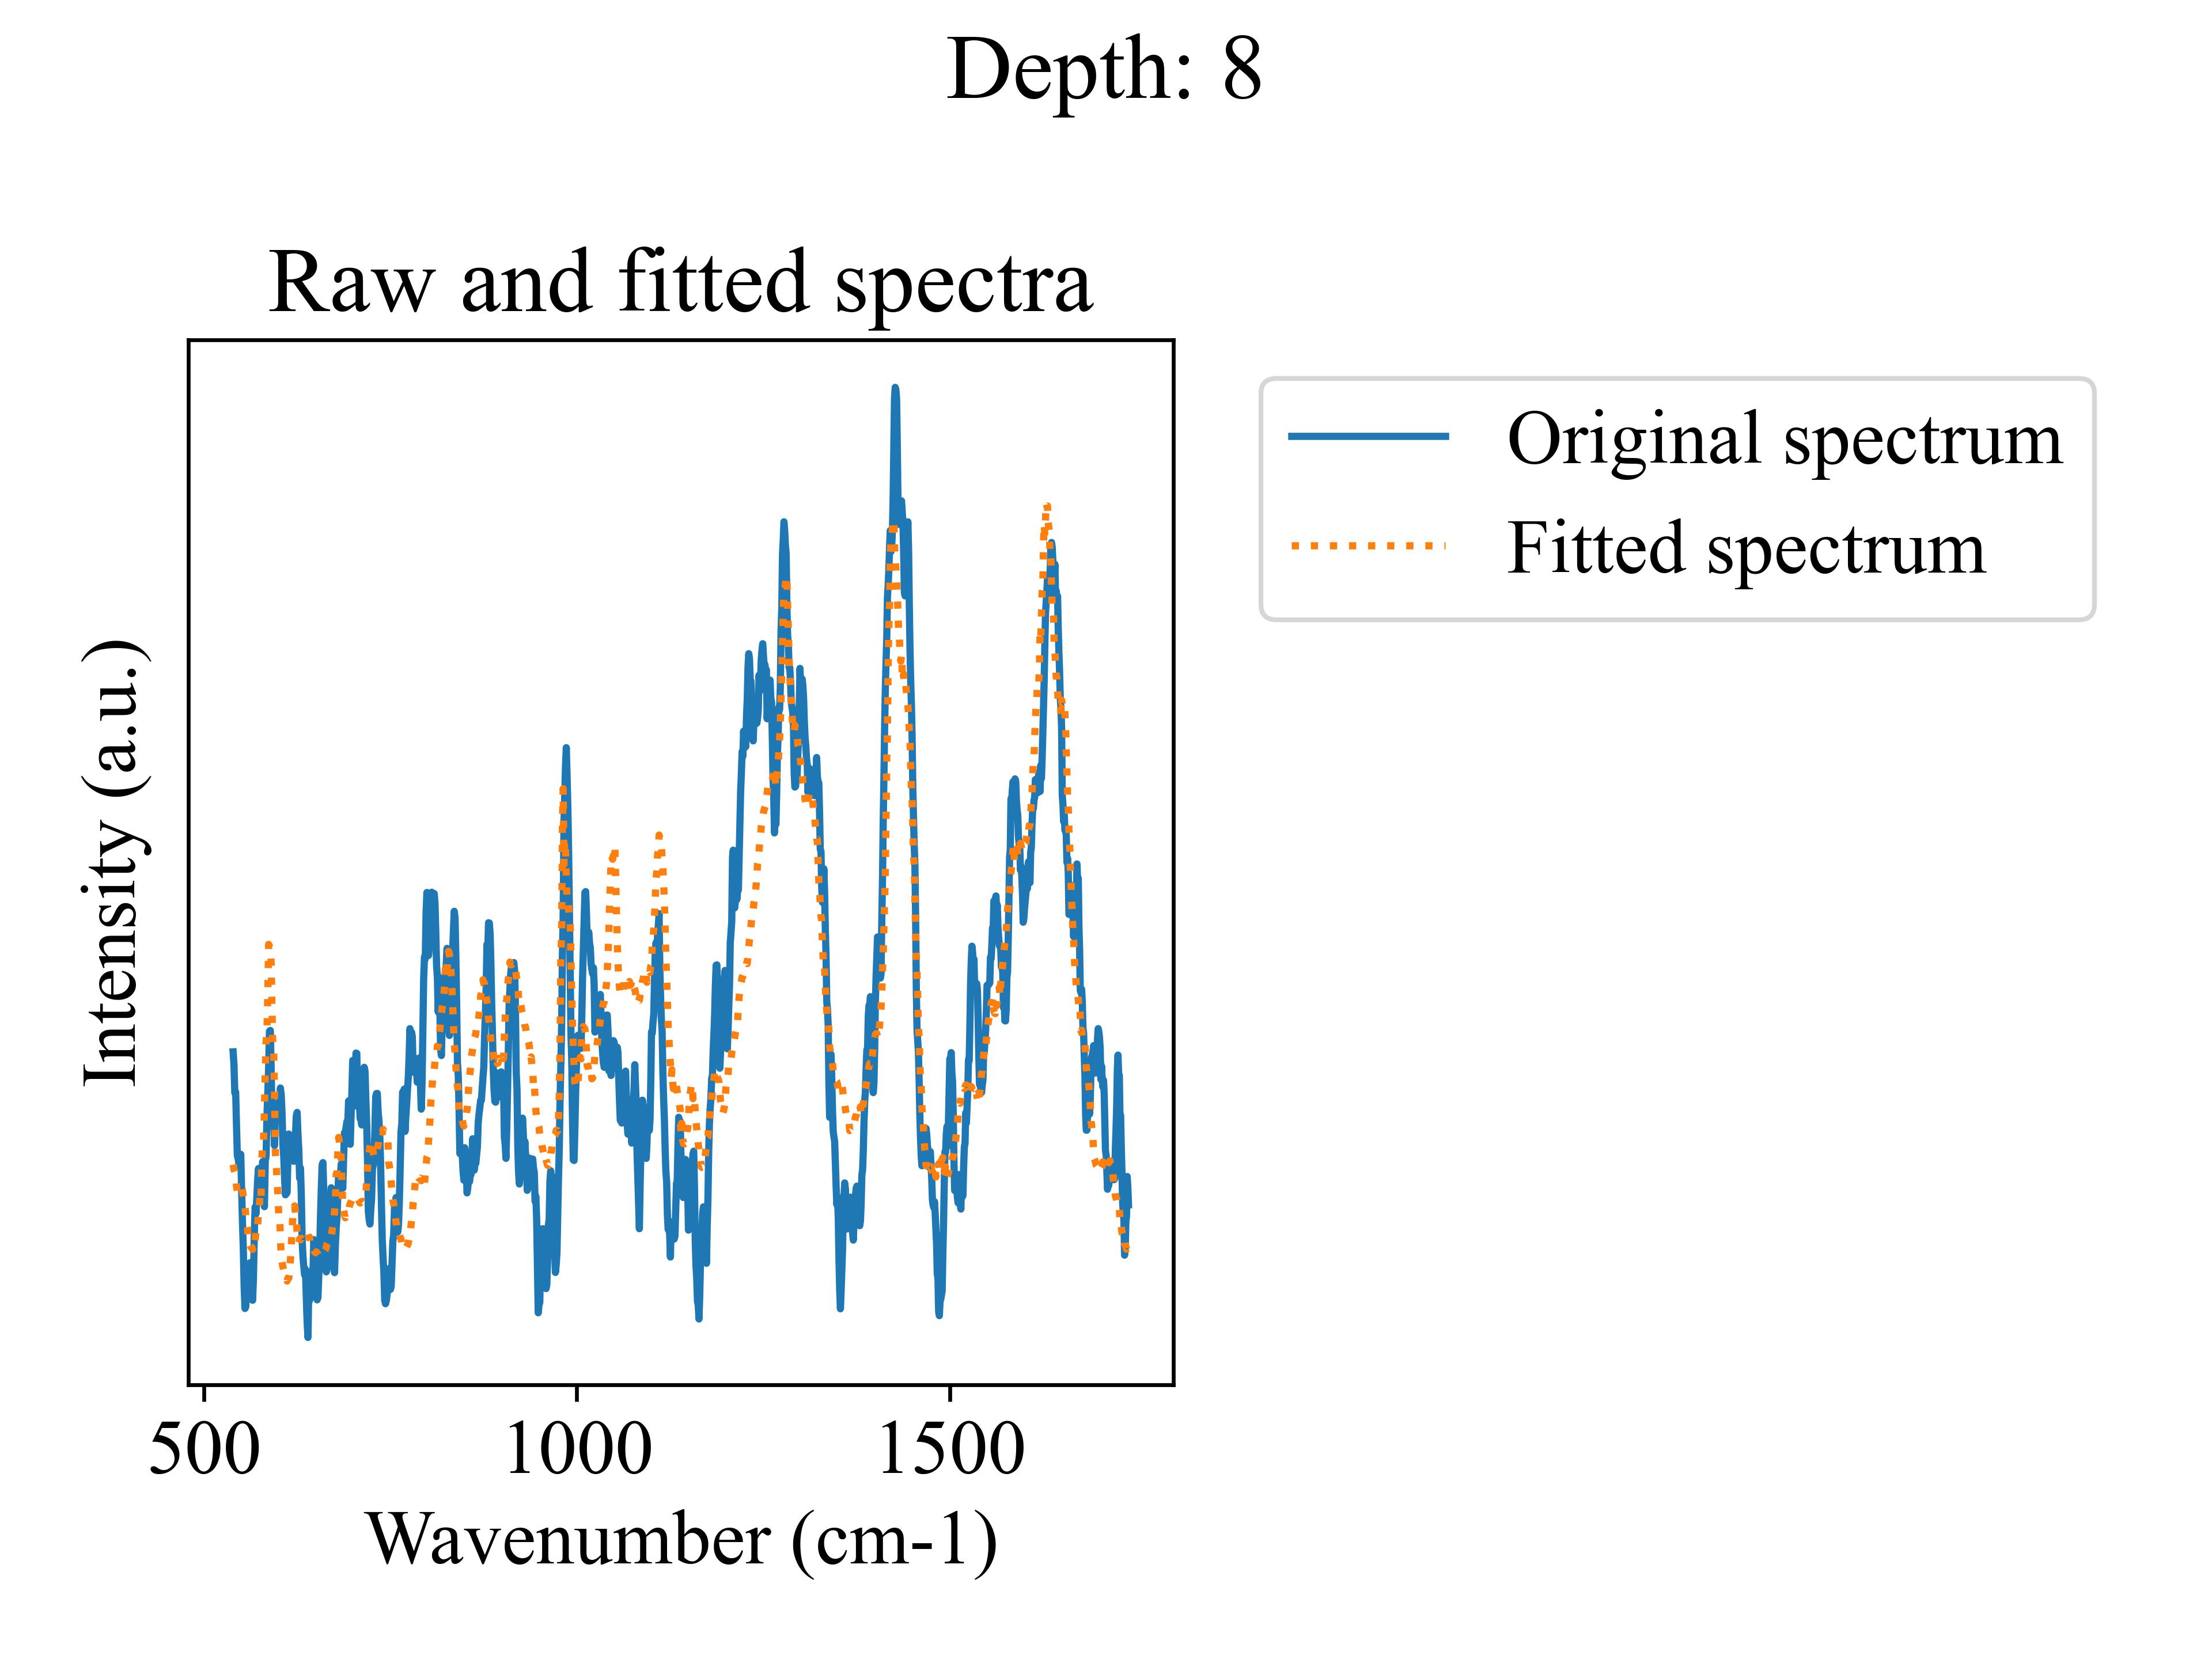 Depth: 8
Raw and fitted spectra
Original spectrum
Fitted spectrum
Intensity (a.u.)
500 1000 1500
Wavenumber (cm-1)